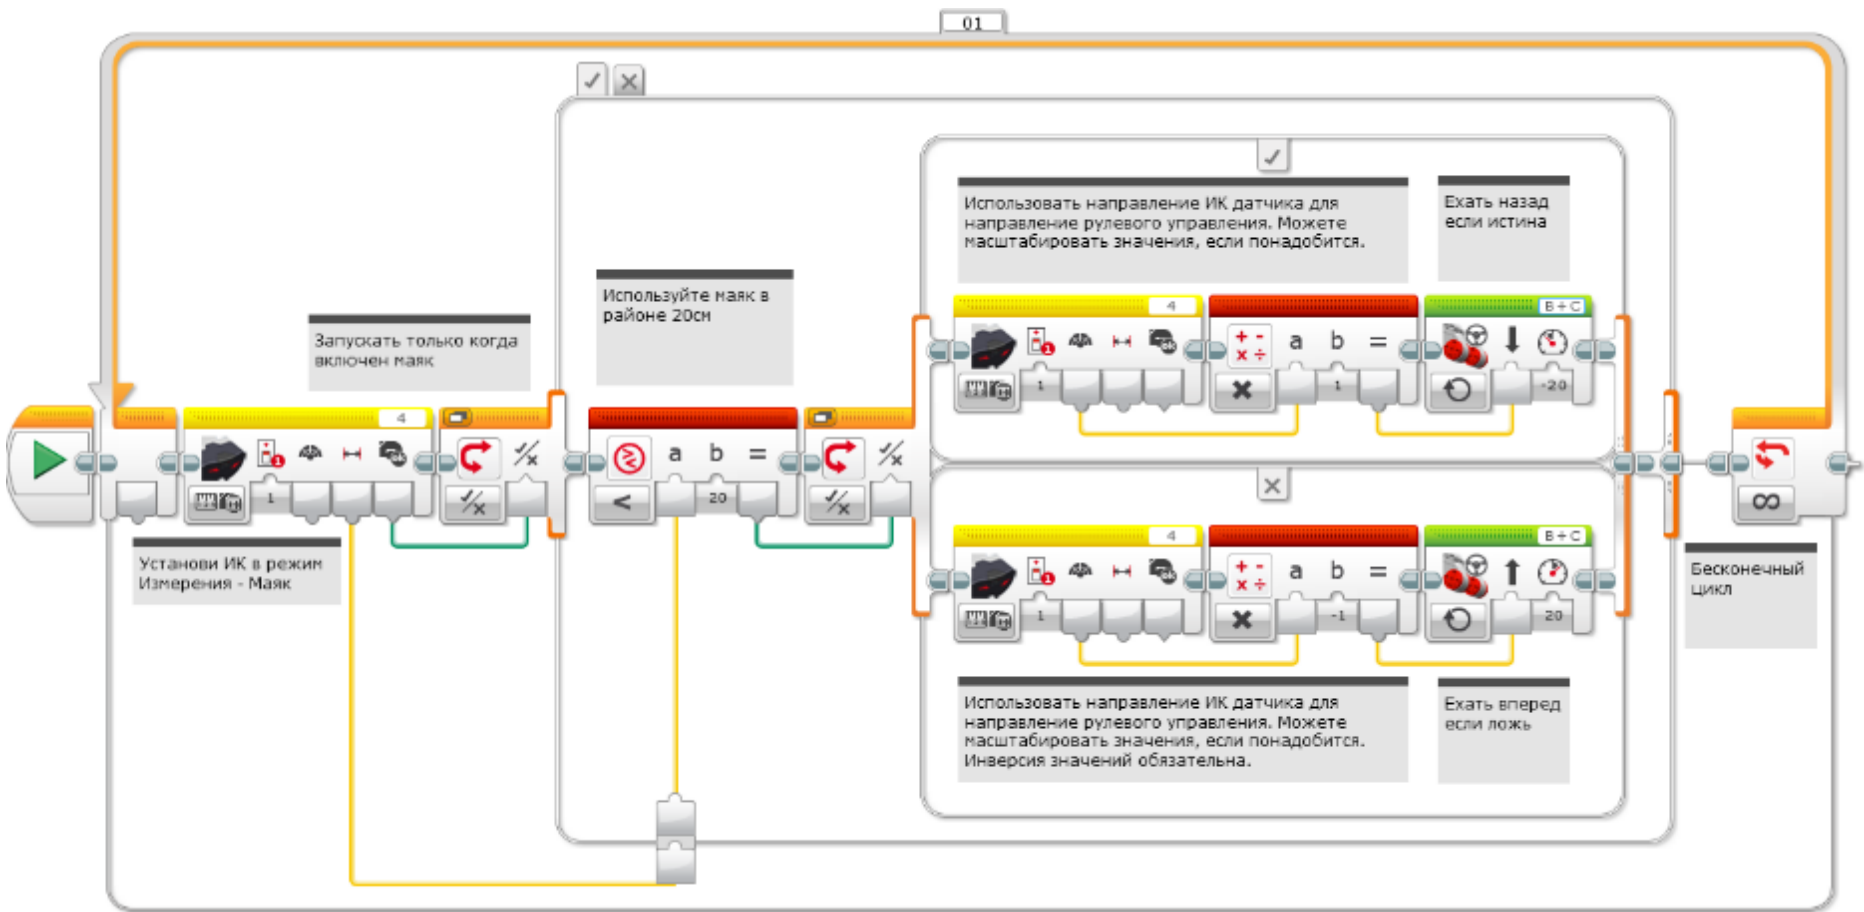 01
Использовать направление ИК датчика для
направление рулевого управления. Можете
масштабировать значения, если понадобится.
Ехать назад
если истина
Используйте маяк в
районе 20см
Запускать только когда
включен маяк
4
B+C
a b =
1
1
-20
4
a b =
1
20
Установи ИК в режим
Измерения - Маяк
4
B+C
a b =
1
-1
20
Бесконечный
цикл
Использовать направление ИК датчика для
направление рулевого управления. Можете
масштабировать значения, если понадобится.
Инверсия значений обязательна.
Ехать вперед
если ложь